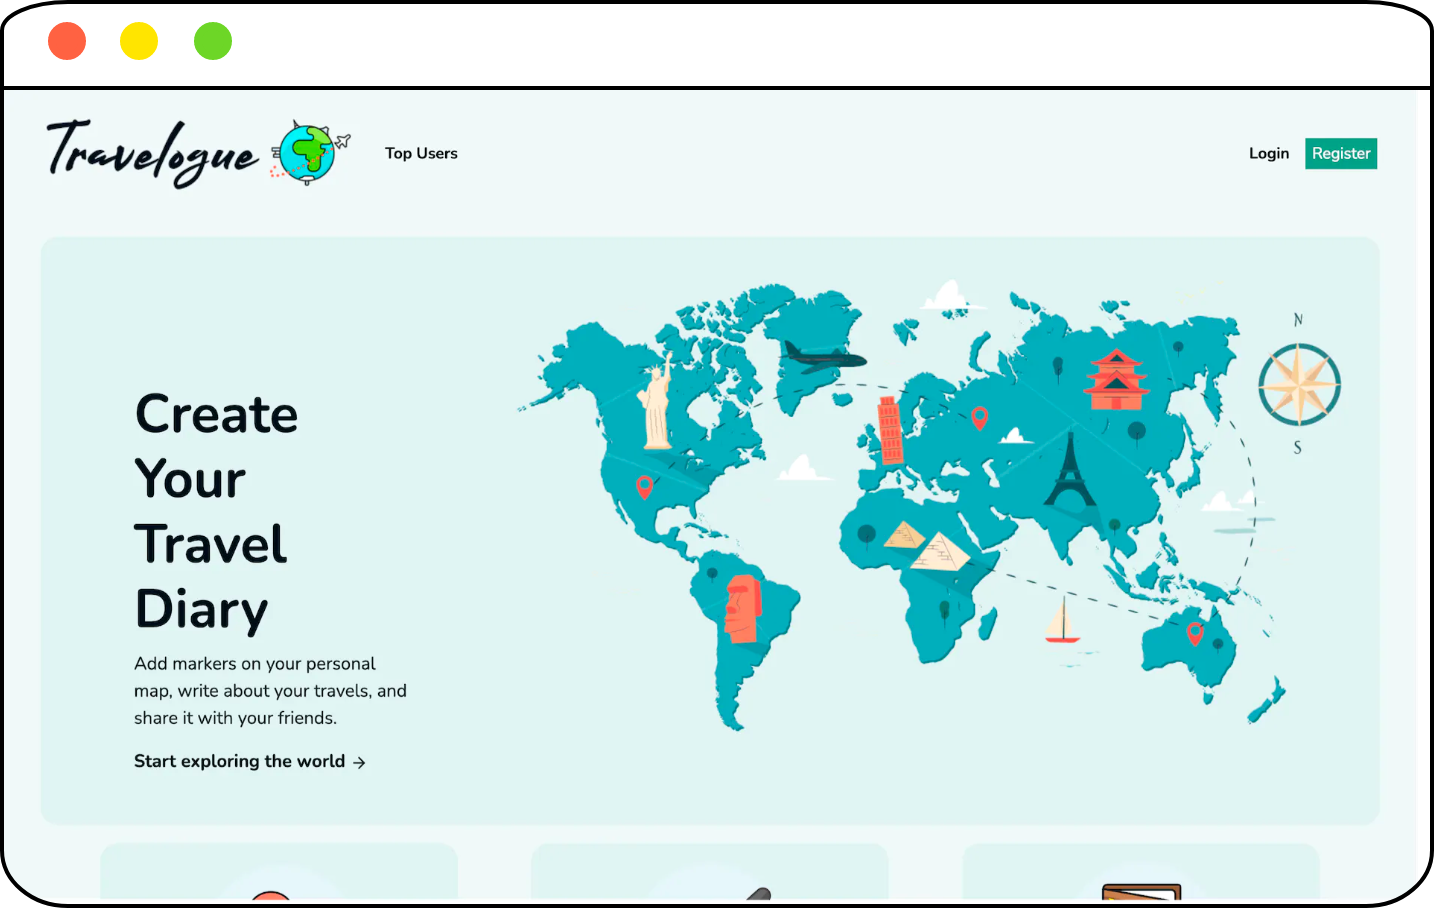 Travelogue
Top Users
Login
Register
N
S
Create
Your
Travel
Diary
Add markers on your personal
map, write about your travels, and
share it with your friends.
Start exploring the world →